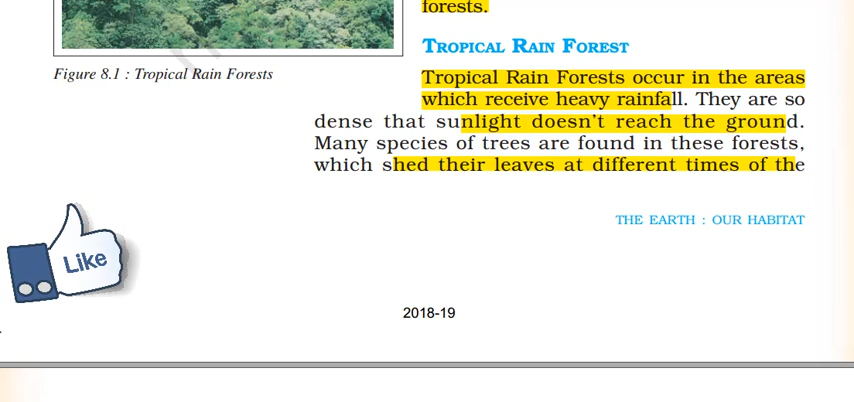 forests.
TROPICAL RAIN FOREST
Figure 8.1 : Tropical Rain Forests
Tropical Rain Forests occur in the areas
which receive heavy rainfall. They are so
dense that sunlight doesn't reach the ground.
Many species of trees are found in these forests,
which shed their leaves at different times of the
THE EARTH : OUR HABITAT
Like
2018-19